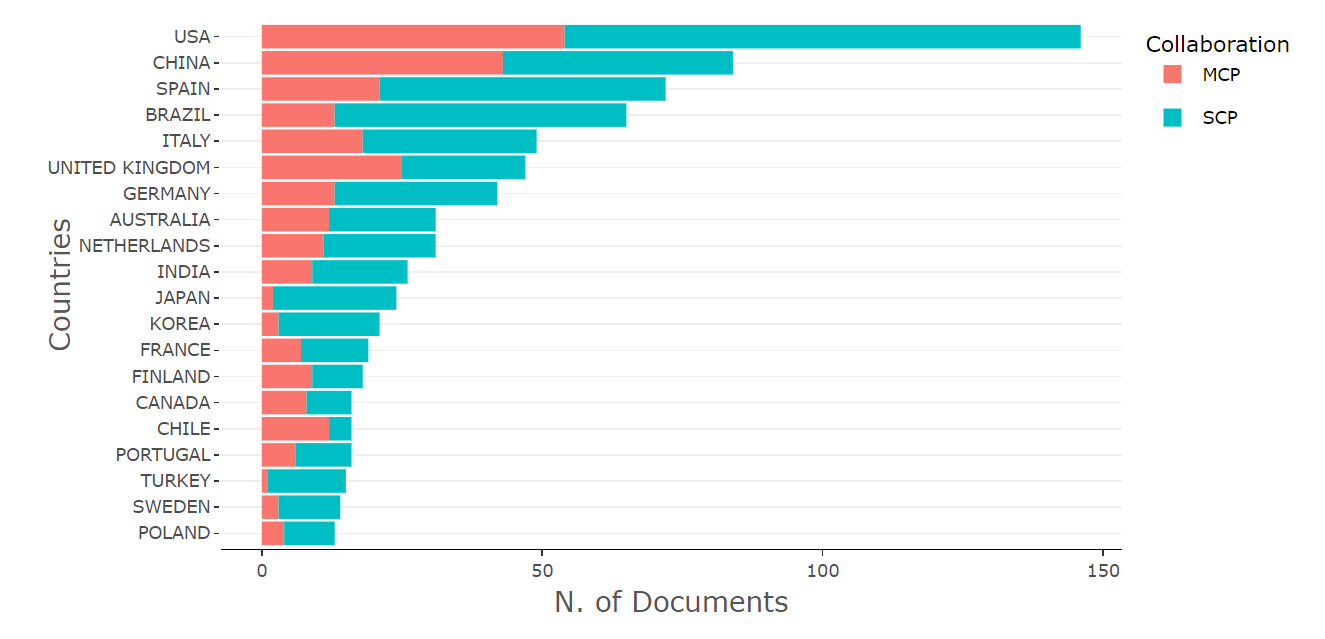 Countries
USA
CHINA
SPAIN
BRAZIL
ITALY
UNITED KINGDOM
GERMANY
AUSTRALIA
NETHERLANDS
INDIA
JAPAN
KOREA
FRANCE
FINLAND
CANADA
CHILE
PORTUGAL
TURKEY
SWEDEN
POLAND
0 50 100 150
N. of Documents
Collaboration
MCP
SCP